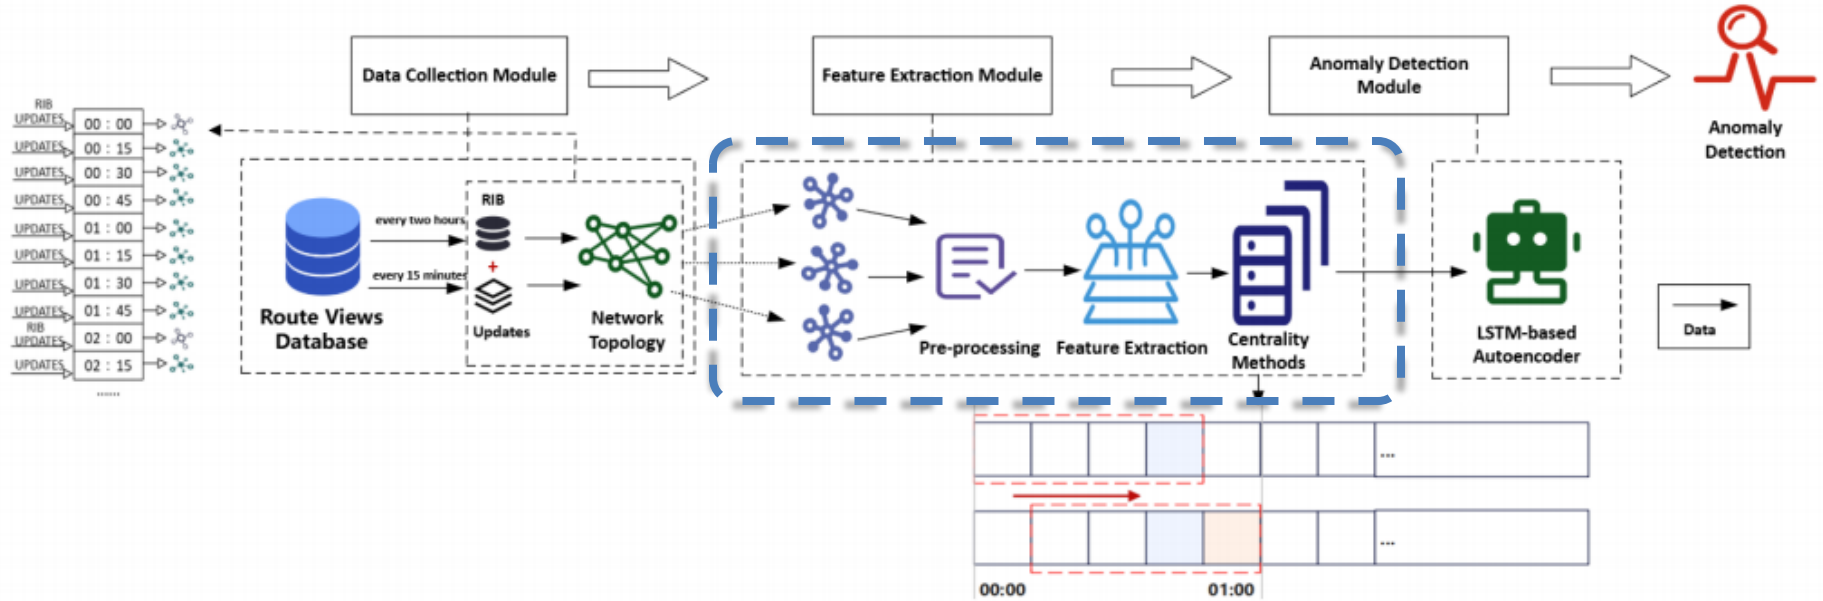 Data Collection Module
Feature Extraction Module
Anomaly Detection
Module
Anomaly
Detection
RIB
UPDATES
00 : 00
UPDATES
00 : 15
UPDATES
00 : 30
UPDATES
00 : 45
UPDATES
01 : 00
UPDATES
01 : 15
UPDATES
01 : 30
UPDATES
01 : 45
RIB
UPDATES
02 : 00
UPDATES
02 : 15
......
Route Views
Database
every two hours
every 15 minutes
RIB
+
Updates
Network
Topology
Pre-processing
Feature Extraction
Centrality
Methods
LSTM-based
Autoencoder
Data
...
...
00:00
01:00